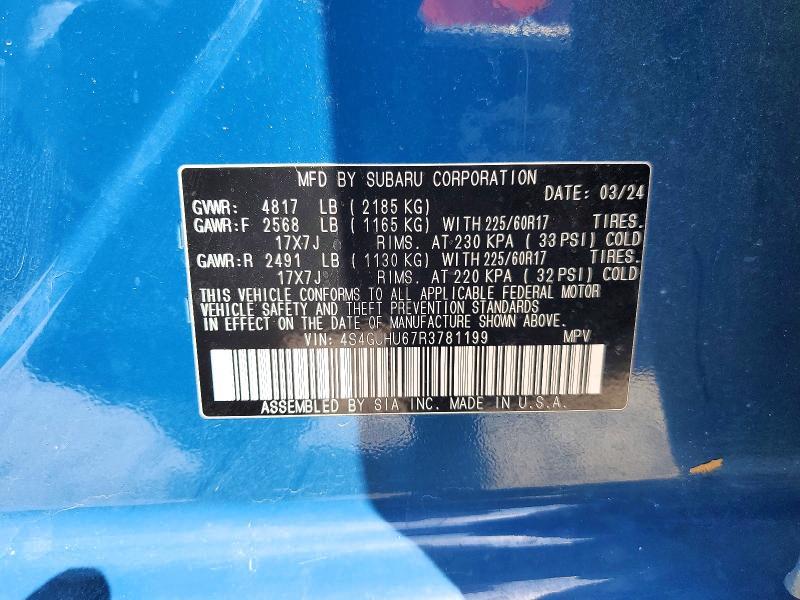 MFD BY SUBARU CORPORATION DATE: 03/24
GVWR: 4817 LB ( 2185 KG)
GAWR:F 2568 LB ( 1165 KG) WITH 225/60R17 TIRES.
17X7J RIMS. AT 230 KPA ( 33 PSI) COLD
GAWR:R 2491 LB ( 1130 KG) WITH 225/60R17 TIRES.
17X7J RIMS. AT 220 KPA ( 32 PSI) COLD
THIS VEHICLE CONFORMS TO ALL APPLICABLE FEDERAL MOTOR
VEHICLE SAFETY AND THEFT PREVENTION STANDARDS
IN EFFECT ON THE DATE OF MANUFACTURE SHOWN ABOVE.
VIN: 4S4GUHU67R3781199 MPV
ASSEMBLED BY SIA INC. MADE IN U.S.A.